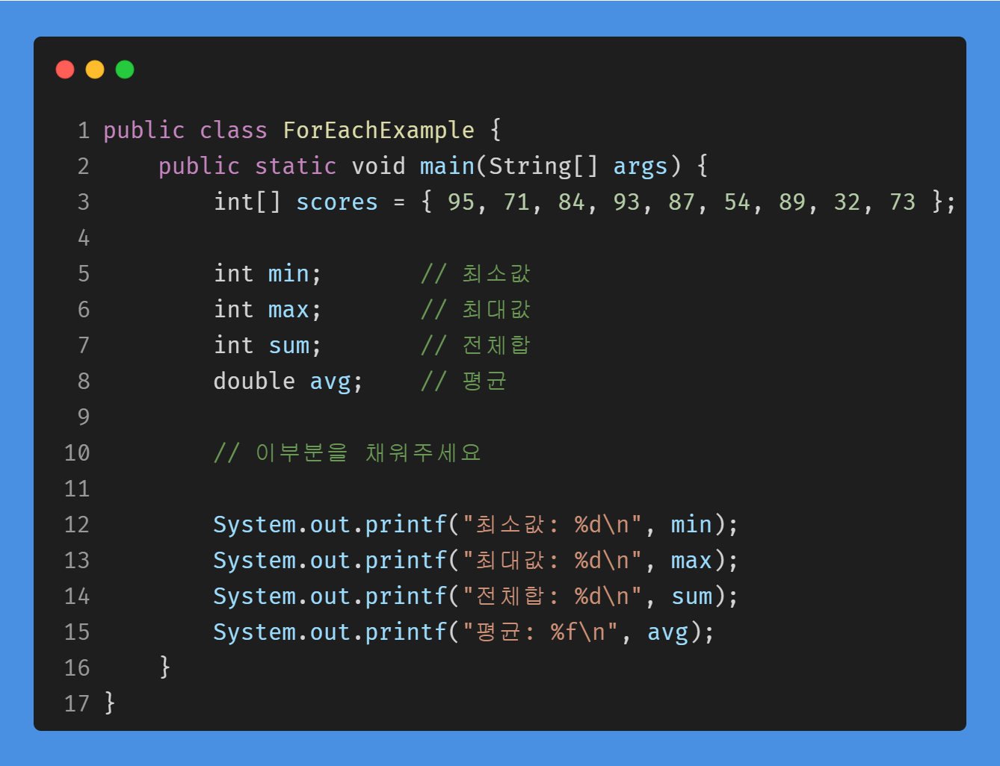 1 public class ForEachExample {
2     public static void main(String[] args) {
3         int[] scores = { 95, 71, 84, 93, 87, 54, 89, 32, 73 };
4
5         int min;       // 최소값
6         int max;       // 최대값
7         int sum;       // 전체합
8         double avg;    // 평균
9
10         // 이부분을 채워주세요
11
12         System.out.printf("최소값: %d\n", min);
13         System.out.printf("최대값: %d\n", max);
14         System.out.printf("전체합: %d\n", sum);
15         System.out.printf("평균: %f\n", avg);
16     }
17 }